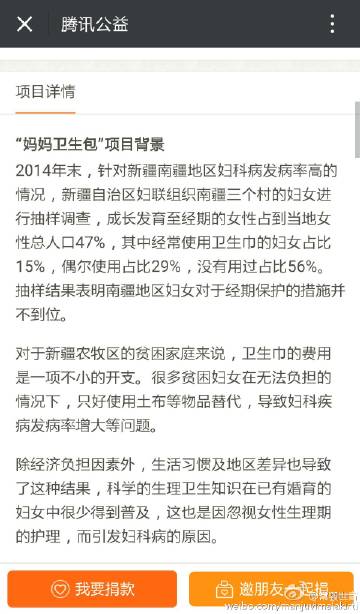 腾讯公益
项目详情
“妈妈卫生包”项目背景
2014年末，针对新疆南疆地区妇科病发病率高的
情况，新疆自治区妇联组织南疆三个村的妇女进
行抽样调查，成长发育至经期的女性占到当地女
性总人口47%，其中经常使用卫生巾的妇女占比
15%，偶尔使用占比29%，没有用过占比56%。
抽样结果表明南疆地区妇女对于经期保护的措施并
不到位。
对于新疆农牧区的贫困家庭来说，卫生巾的费用
是一项不小的开支。很多贫困妇女在无法负担的
情况下，只好使用土布等物品替代，导致妇科疾
病发病率增大等问题。
除经济负担因素外，生活习惯及地区差异也导致
了这种结果，科学的生理卫生知识在已有婚育的
妇女中很少得到普及，这也是因忽视女性生理期
的护理，而引发妇科病的原因。
我要捐款
邀朋友一起捐